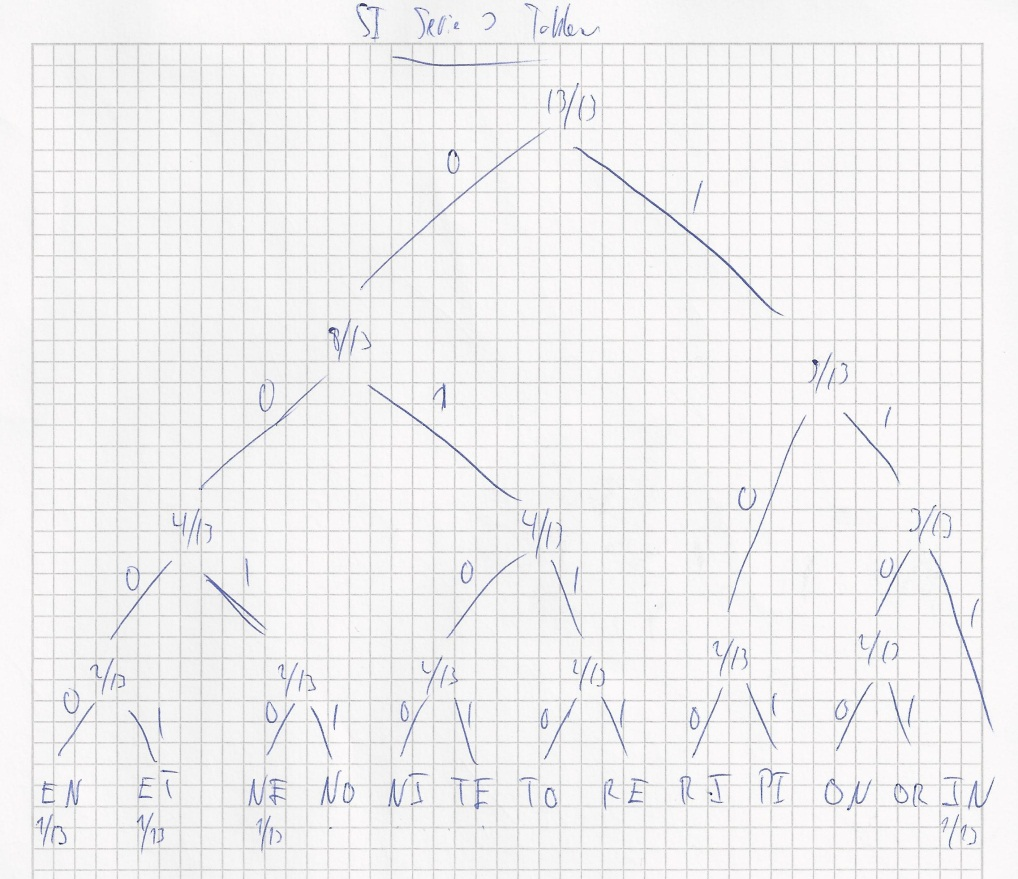 SI Serie 3
13/13
0 1
8/13
5/13
0 1
0 1
4/13 4/13 3/13
0 1 0 1 0 1
2/13 2/13 2/13 2/13 2/13 2/13
0 1 0 1 0 1 0 1 0 1 0 1
EN ET NE NO NI TE TO RE RI PI ON OR IN
1/13 1/13 1/13 1/13